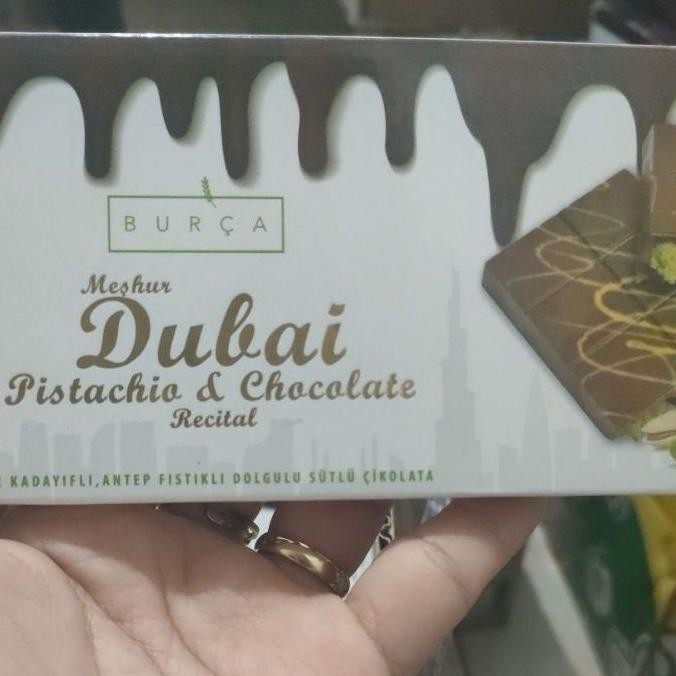 BURÇA
Meşhur
Dubai
Pistachio & Chocolate
Recital
KADAYIFLI, ANTEP FISTIKLI DOLGULU SÜTLÜ ÇİKOLATA